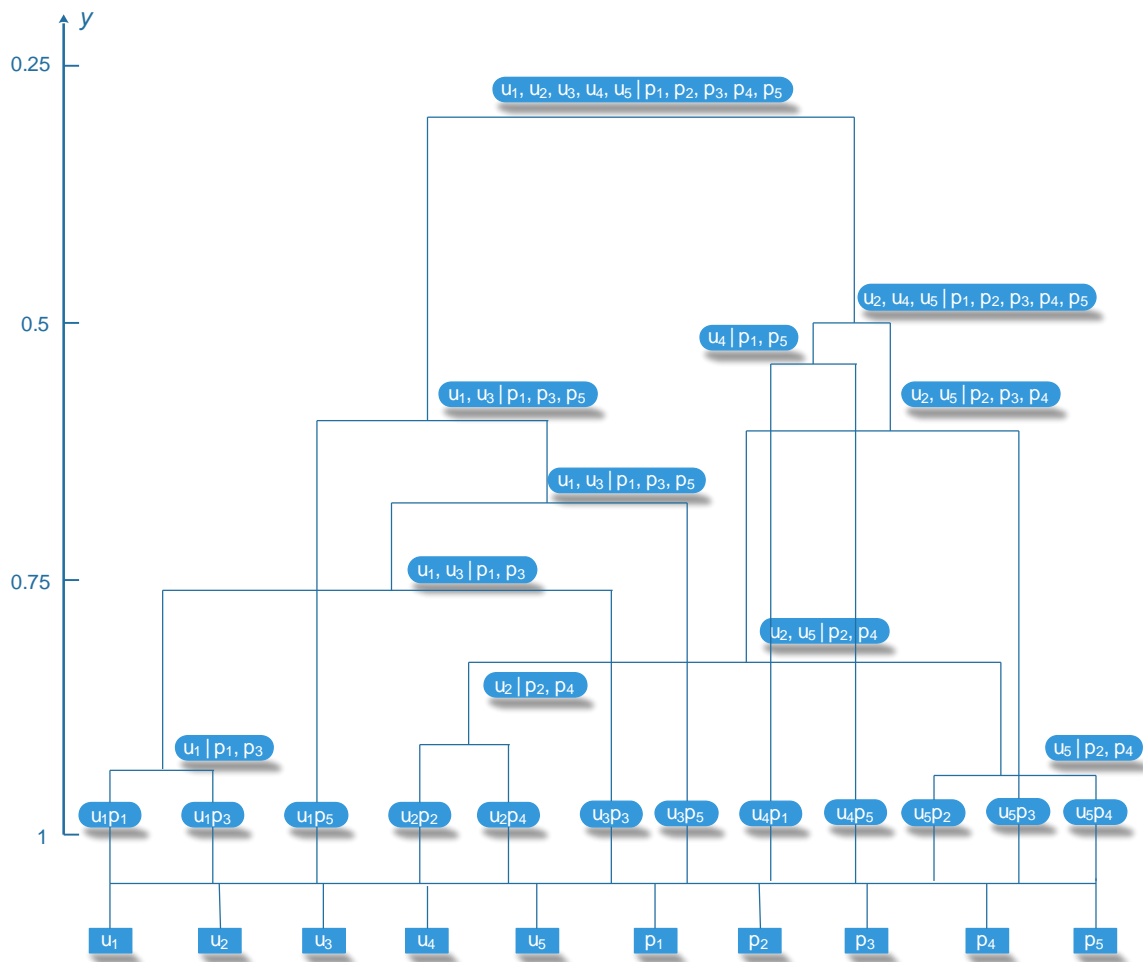 y
0.25
u₁, u₂, u₃, u₄, u₅ | p₁, p₂, p₃, p₄, p₅
u₂, u₄, u₅ | p₁, p₂, p₃, p₄, p₅
0.5
u₄ | p₁, p₅
u₁, u₃ | p₁, p₃, p₅
u₂, u₅ | p₂, p₃, p₄
u₁, u₃ | p₁, p₃, p₅
0.75
u₁, u₃ | p₁, p₃
u₂, u₅ | p₂, p₄
u₂ | p₂, p₄
u₁ | p₁, p₃
u₅ | p₂, p₄
u₁p₁ u₁p₃ u₁p₅ u₂p₂ u₂p₄ u₃p₃ u₃p₅ u₄p₁ u₄p₅ u₅p₂ u₅p₃ u₅p₄
1
u₁ u₂ u₃ u₄ u₅ p₁ p₂ p₃ p₄ p₅